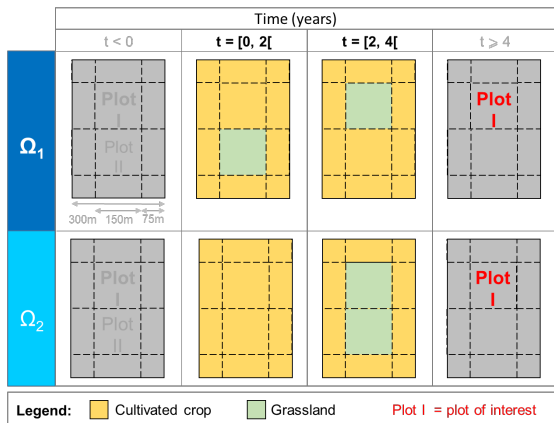 Time (years)
t < 0 t = [0, 2[ t = [2, 4[ t ⩾ 4
Ω1
Plot
I
Plot
II
300m 150m 75m
Plot
I
Ω2
Plot
I
Plot
II
Plot
I
Legend: Cultivated crop Grassland Plot I = plot of interest